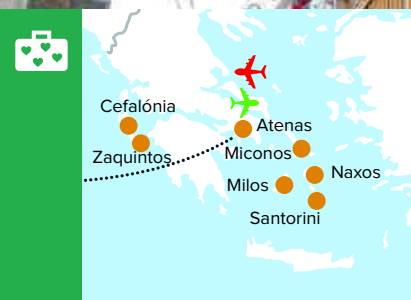 Cefalónia
Atenas
Zaquintos
Miconos
Naxos
Milos
Santorini